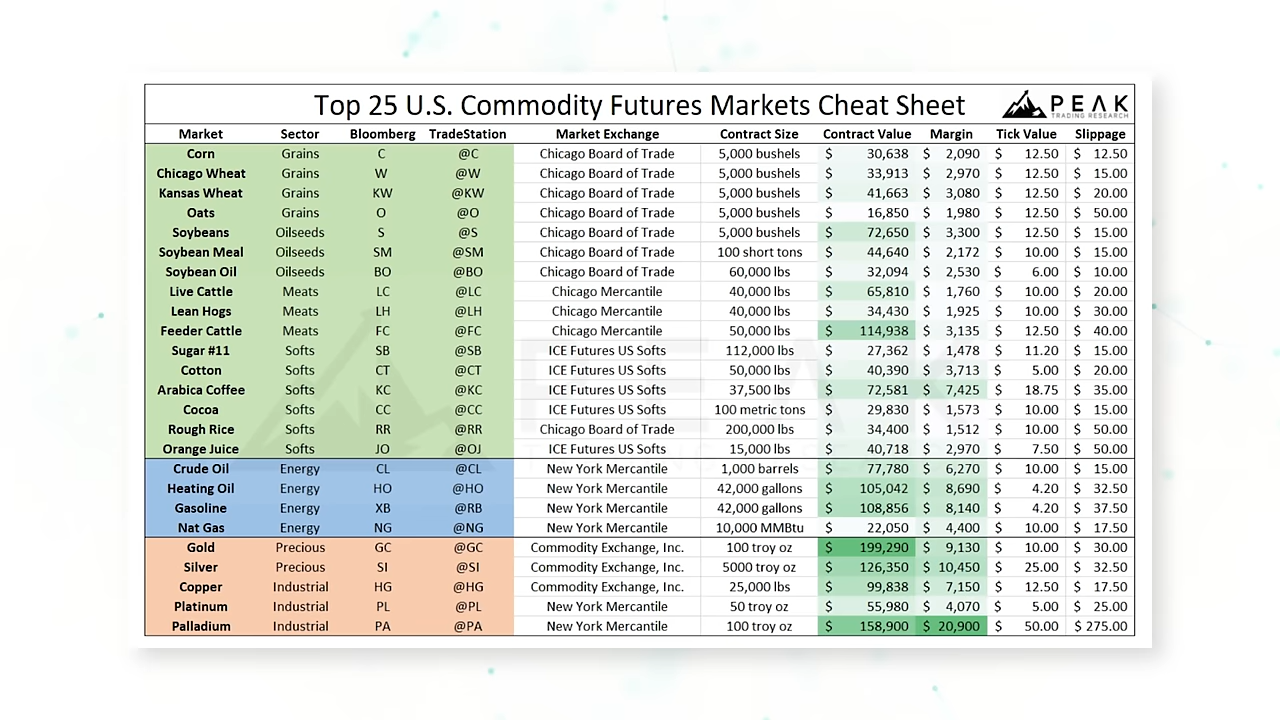 Top 25 U.S. Commodity Futures Markets Cheat Sheet
PEAK
TRADING RESEARCH
Market Sector Bloomberg TradeStation Market Exchange Contract Size Contract Value Margin Tick Value Slippage
Corn Grains C @C Chicago Board of Trade 5,000 bushels $ 30,638 $ 2,090 $ 12.50 $ 12.50
Chicago Wheat Grains W @W Chicago Board of Trade 5,000 bushels $ 33,913 $ 2,970 $ 12.50 $ 15.00
Kansas Wheat Grains KW @KW Chicago Board of Trade 5,000 bushels $ 41,663 $ 3,080 $ 12.50 $ 20.00
Oats Grains O @O Chicago Board of Trade 5,000 bushels $ 16,850 $ 1,980 $ 12.50 $ 50.00
Soybeans Oilseeds S @S Chicago Board of Trade 5,000 bushels $ 72,650 $ 3,300 $ 12.50 $ 15.00
Soybean Meal Oilseeds SM @SM Chicago Board of Trade 100 short tons $ 44,640 $ 2,172 $ 10.00 $ 15.00
Soybean Oil Oilseeds BO @BO Chicago Board of Trade 60,000 lbs $ 32,094 $ 2,530 $ 6.00 $ 10.00
Live Cattle Meats LC @LC Chicago Mercantile 40,000 lbs $ 65,810 $ 1,760 $ 10.00 $ 20.00
Lean Hogs Meats LH @LH Chicago Mercantile 40,000 lbs $ 34,430 $ 1,925 $ 10.00 $ 30.00
Feeder Cattle Meats FC @FC Chicago Mercantile 50,000 lbs $ 114,938 $ 3,135 $ 12.50 $ 40.00
Sugar #11 Softs SB @SB ICE Futures US Softs 112,000 lbs $ 27,362 $ 1,478 $ 11.20 $ 15.00
Cotton Softs CT @CT ICE Futures US Softs 50,000 lbs $ 40,390 $ 3,713 $ 5.00 $ 20.00
Arabica Coffee Softs KC @KC ICE Futures US Softs 37,500 lbs $ 72,581 $ 7,425 $ 18.75 $ 35.00
Cocoa Softs CC @CC ICE Futures US Softs 100 metric tons $ 29,830 $ 1,573 $ 10.00 $ 15.00
Rough Rice Softs RR @RR Chicago Board of Trade 200,000 lbs $ 34,400 $ 1,512 $ 10.00 $ 50.00
Orange Juice Softs JO @OJ ICE Futures US Softs 15,000 lbs $ 40,718 $ 2,970 $ 7.50 $ 50.00
Crude Oil Energy CL @CL New York Mercantile 1,000 barrels $ 77,780 $ 6,270 $ 10.00 $ 15.00
Heating Oil Energy HO @HO New York Mercantile 42,000 gallons $ 105,042 $ 8,690 $ 4.20 $ 32.50
Gasoline Energy XB @RB New York Mercantile 42,000 gallons $ 108,856 $ 8,140 $ 4.20 $ 37.50
Nat Gas Energy NG @NG New York Mercantile 10,000 MMBtu $ 22,050 $ 4,400 $ 10.00 $ 17.50
Gold Precious GC @GC Commodity Exchange, Inc. 100 troy oz $ 199,290 $ 9,130 $ 10.00 $ 30.00
Silver Precious SI @SI Commodity Exchange, Inc. 5000 troy oz $ 126,350 $ 10,450 $ 25.00 $ 32.50
Copper Industrial HG @HG Commodity Exchange, Inc. 25,000 lbs $ 99,838 $ 7,150 $ 12.50 $ 17.50
Platinum Industrial PL @PL New York Mercantile 50 troy oz $ 55,980 $ 4,070 $ 5.00 $ 25.00
Palladium Industrial PA @PA New York Mercantile 100 troy oz $ 158,900 $ 20,900 $ 50.00 $ 275.00